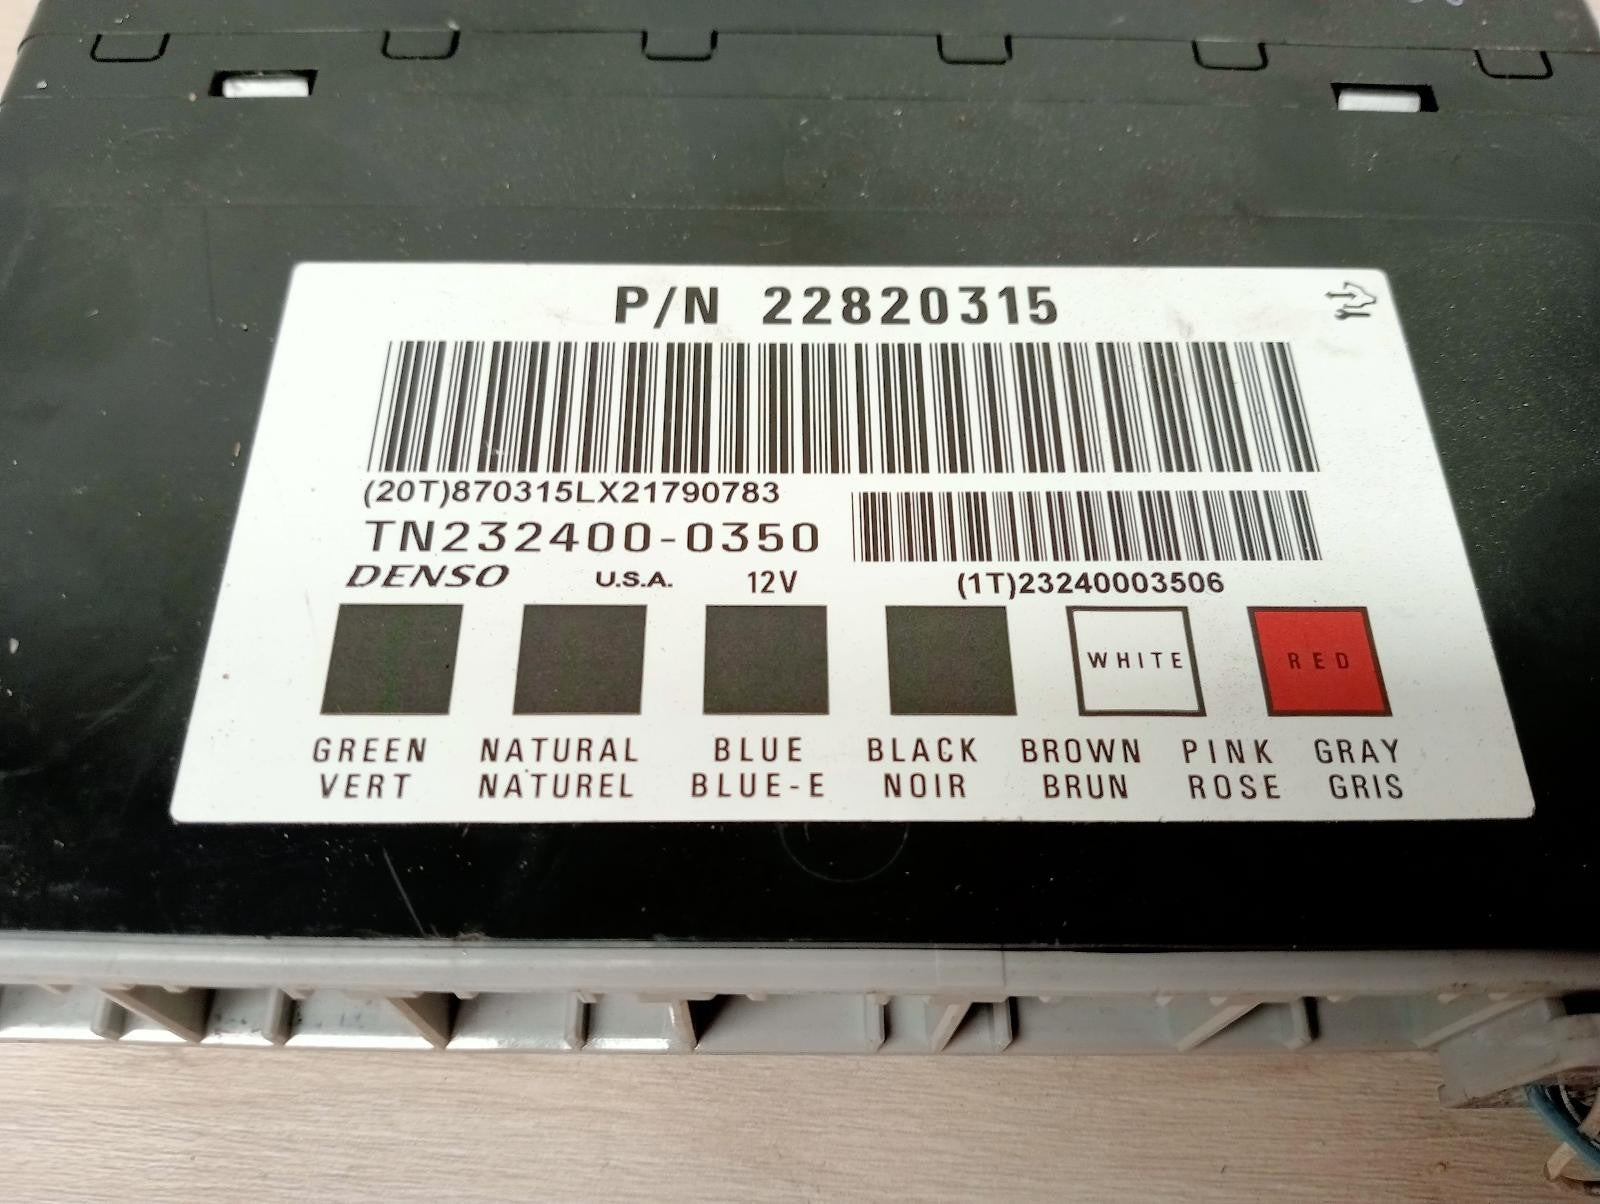 P/N 22820315
(20T)870315LX21790783
TN232400-0350
DENSO U.S.A. 12V (1T)23240003506
WHITE RED
GREEN NATURAL BLUE BLACK BROWN PINK GRAY
VERT NATUREL BLUE-E NOIR BRUN ROSE GRIS